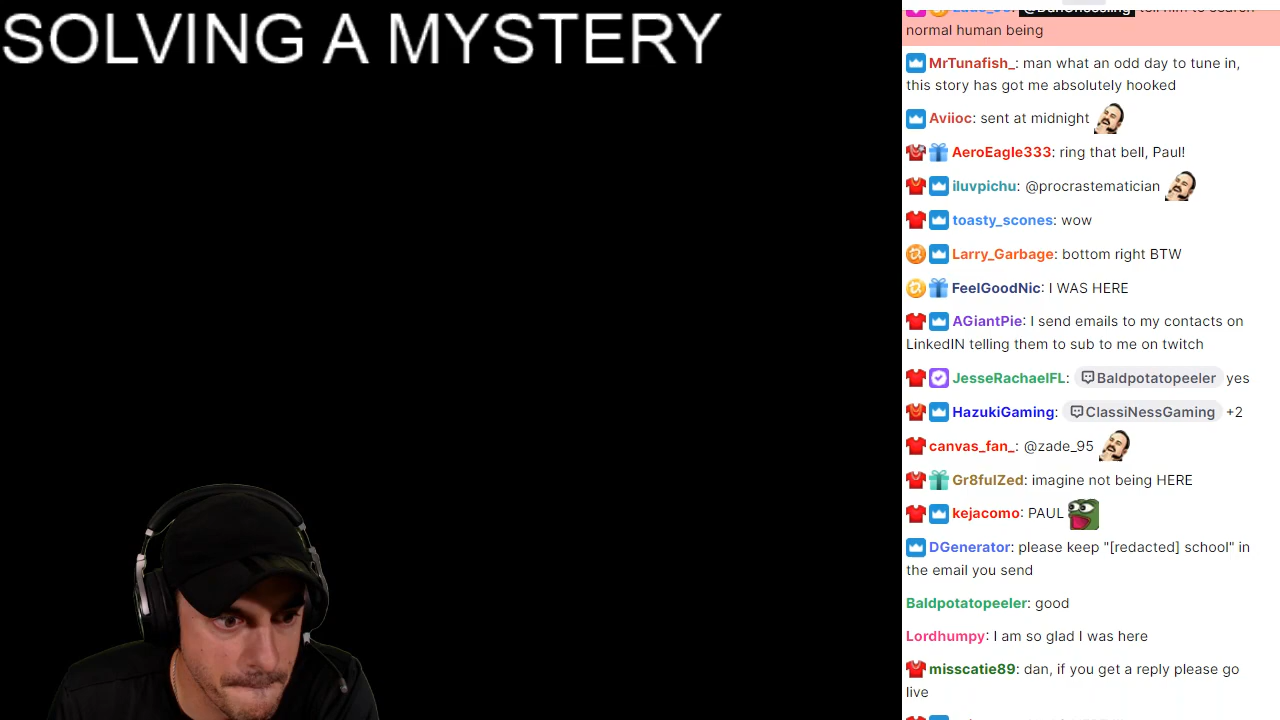 SOLVING A MYSTERY
normal human being
MrTunafish_: man what an odd day to tune in,
this story has got me absolutely hooked
Aviioc: sent at midnight
AeroEagle333: ring that bell, Paul!
iluvpichu: @procrastematician
toasty_scones: wow
Larry_Garbage: bottom right BTW
FeelGoodNic: I WAS HERE
AGiantPie: I send emails to my contacts on
LinkedIN telling them to sub to me on twitch
JesseRachaelFL: Baldpotatopeeler yes
HazukiGaming: ClassiNessGaming +2
canvas_fan_: @zade_95
Gr8fulZed: imagine not being HERE
kejacomo: PAUL
DGenerator: please keep "[redacted] school" in
the email you send
Baldpotatopeeler: good
Lordhumpy: I am so glad I was here
misscatie89: dan, if you get a reply please go
live